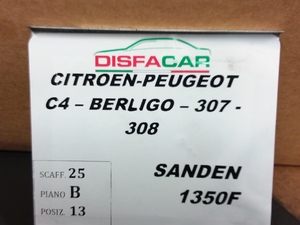 DISFACAR
CITROEN-PEUGEOT
C4 – BERLIGO – 307 -
308
SCAFF. 25
PIANO B
POSIZ. 13
SANDEN
1350F